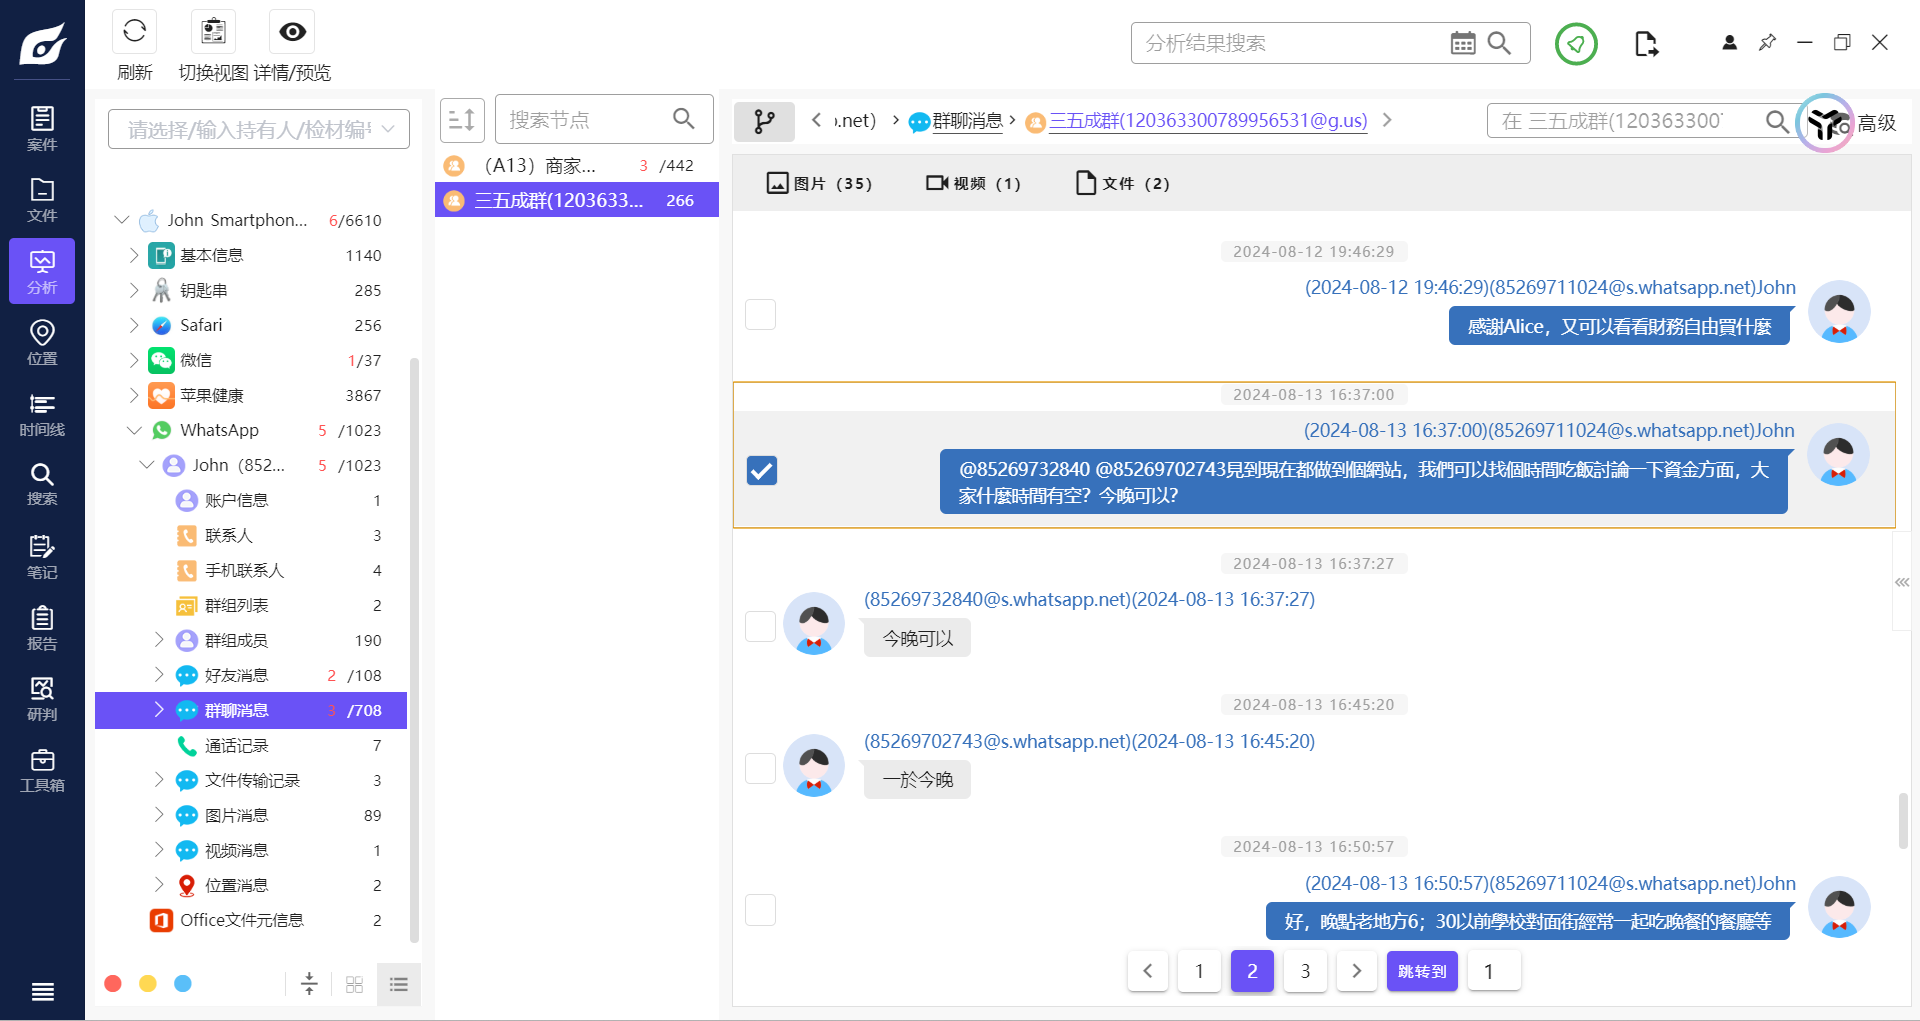 刷新
切换视图
详情/预览
分析结果搜索
案件
文件
分析
位置
时间线
搜索
笔记
报告
研判
工具箱
请选择/输入持有人/检材编
John Smartphon... 6/6610
基本信息 1140
钥匙串 285
Safari 256
微信 1/37
苹果健康 3867
WhatsApp 5 /1023
John（852... 5 /1023
账户信息 1
联系人 3
手机联系人 4
群组列表 2
群组成员 190
好友消息 2 /108
群聊消息 3 /708
通话记录 7
文件传输记录 3
图片消息 89
视频消息 1
位置消息 2
Office文件元信息 2
搜索节点
（A13）商家... 3 /442
三五成群(1203633... 266
.net)
群聊消息
三五成群(120363300789956531@g.us)
在 三五成群(120363300
高级
图片 (35)
视频 (1)
文件 (2)
2024-08-12 19:46:29
(2024-08-12 19:46:29)(85269711024@s.whatsapp.net)John
感謝Alice，又可以看看財務自由買什麼
2024-08-13 16:37:00
(2024-08-13 16:37:00)(85269711024@s.whatsapp.net)John
@85269732840 @85269702743見到現在都做到個網站，我們可以找個時間吃飯討論一下資金方面，大
家什麼時間有空？今晚可以？
2024-08-13 16:37:27
(85269732840@s.whatsapp.net)(2024-08-13 16:37:27)
今晚可以
2024-08-13 16:45:20
(85269702743@s.whatsapp.net)(2024-08-13 16:45:20)
一於今晚
2024-08-13 16:50:57
(2024-08-13 16:50:57)(85269711024@s.whatsapp.net)John
好，晚點老地方6；30以前學校對面街經常一起吃晚餐的餐廳等
1 2 3 跳转到 1